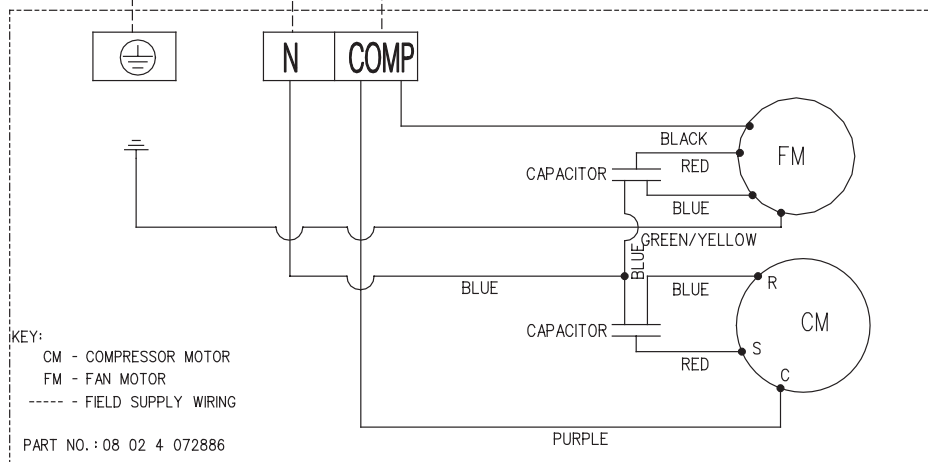 N COMP
BLACK
FM
RED
CAPACITOR
BLUE
GREEN/YELLOW
BLUE
BLUE
BLUE
R
CAPACITOR
CM
S
RED
C
PURPLE
KEY:
CM - COMPRESSOR MOTOR
FM - FAN MOTOR
----- - FIELD SUPPLY WIRING
PART NO.: 08 02 4 072886